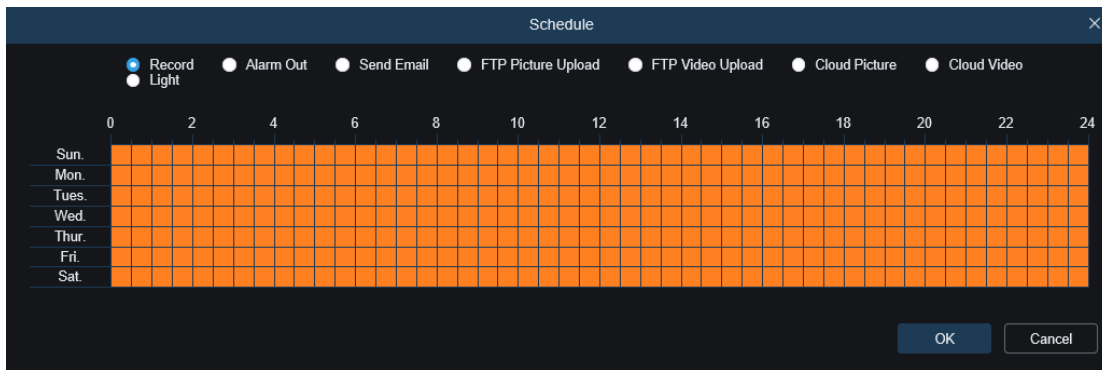 Schedule
Record Alarm Out Send Email FTP Picture Upload FTP Video Upload Cloud Picture Cloud Video
Light
0 2 4 6 8 10 12 14 16 18 20 22 24
Sun.
Mon.
Tues.
Wed.
Thur.
Fri.
Sat.
OK Cancel